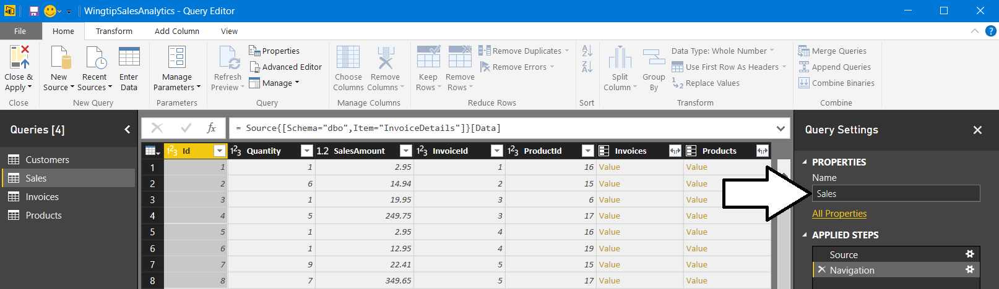 WingtipSalesAnalytics - Query Editor
File Home Transform Add Column View
Close & Apply
New Source
Recent Sources
Enter Data
Manage Parameters
Refresh Preview
Properties
Advanced Editor
Manage
Choose Columns
Remove Columns
Keep Rows
Remove Rows
Remove Duplicates
Remove Errors
A Z
Z A
Split Column
Group By
Data Type: Whole Number
Use First Row As Headers
1 2 Replace Values
Merge Queries
Append Queries
Combine Binaries
Close New Query Parameters Query Manage Columns Reduce Rows Sort Transform Combine
Queries [4]
Customers
Sales
Invoices
Products
fx = Source{[Schema="dbo",Item="InvoiceDetails"]}[Data]
123 Id 123 Quantity 1.2 SalesAmount 123 InvoiceId 123 ProductId Invoices Products
1 1 1 2.95 1 16 Value Value
2 2 6 14.94 2 15 Value Value
3 3 1 19.95 3 6 Value Value
4 4 5 249.75 3 17 Value Value
5 5 1 2.95 4 16 Value Value
6 6 1 12.95 4 19 Value Value
7 7 9 22.41 5 15 Value Value
8 8 7 349.65 5 17 Value Value
Query Settings
PROPERTIES
Name
Sales
All Properties
APPLIED STEPS
Source
Navigation